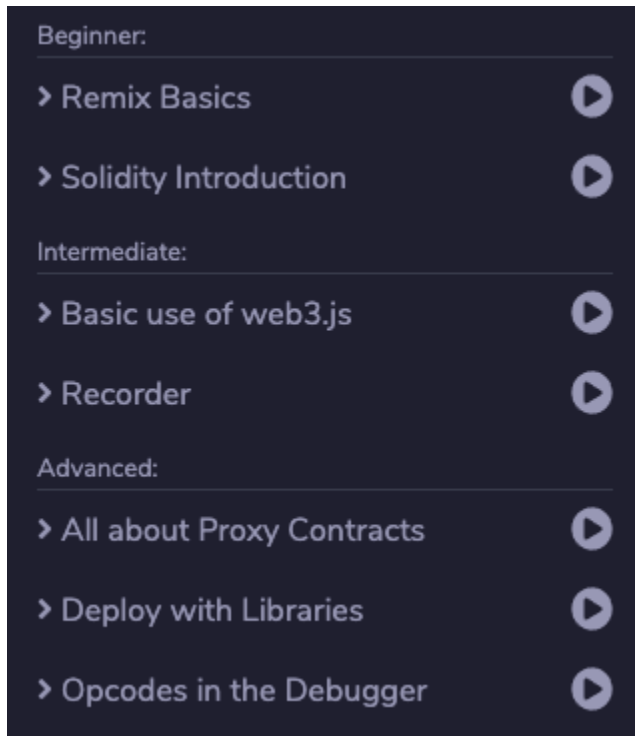 Beginner:
Remix Basics
Solidity Introduction
Intermediate:
Basic use of web3.js
Recorder
Advanced:
All about Proxy Contracts
Deploy with Libraries
Opcodes in the Debugger